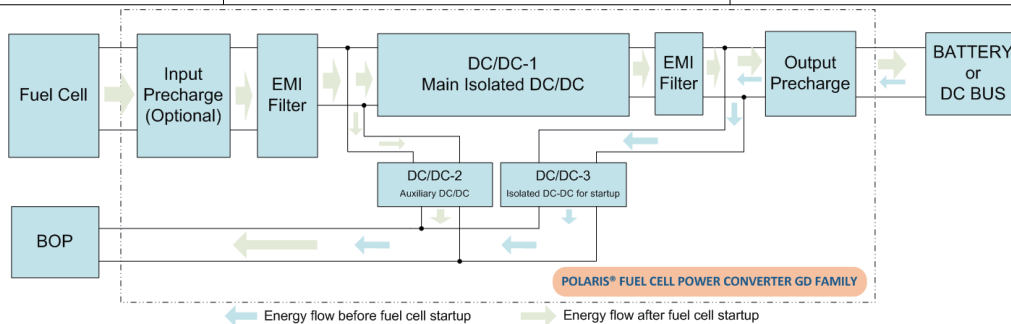 Fuel Cell
Input
Precharge
(Optional)
EMI
Filter
DC/DC-1
Main Isolated DC/DC
EMI
Filter
Output
Precharge
BATTERY
or
DC BUS
DC/DC-2
Auxiliary DC/DC
DC/DC-3
Isolated DC-DC for startup
BOP
POLARIS® FUEL CELL POWER CONVERTER GD FAMILY
Energy flow before fuel cell startup
Energy flow after fuel cell startup